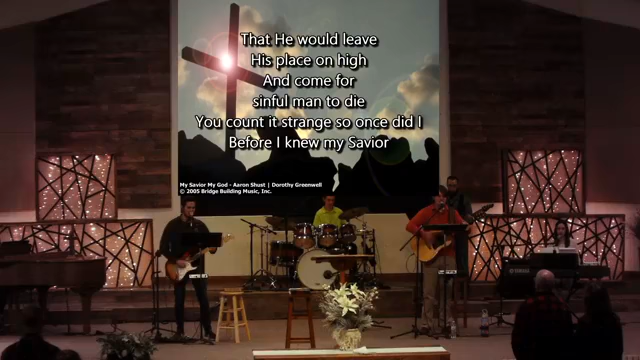 That He would leave
His place on high
And come for
sinful man to die
You count it strange so once did I
Before I knew my Savior
My Savior My God - Aaron Shust | Dorothy Greenwell
© 2005 Bridge Building Music, Inc.
YAMAHA